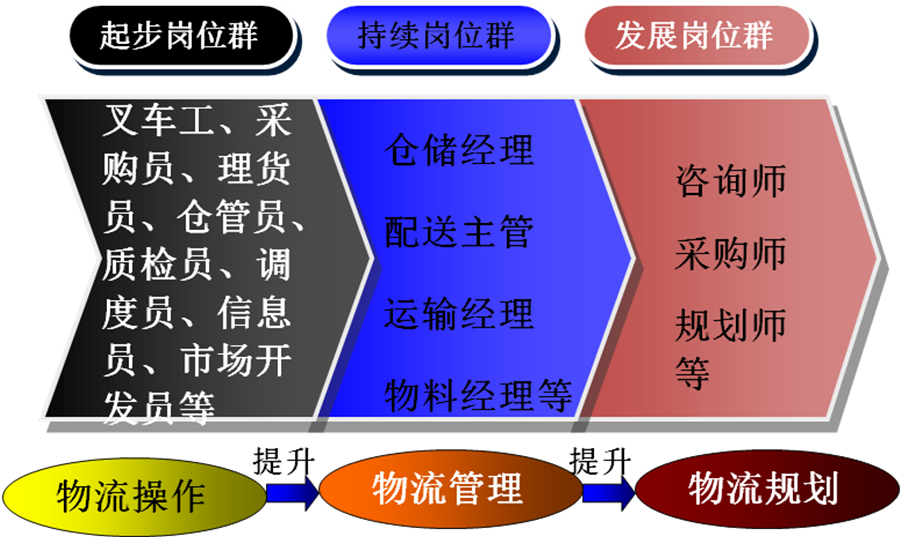 起步岗位群
持续岗位群
发展岗位群
叉车工、采
购员、理货
员、仓管员、
质检员、调
度员、信息
员、市场开
发员等
仓储经理
配送主管
运输经理
物料经理等
咨询师
采购师
规划师
等
物流操作
提升
物流管理
提升
物流规划